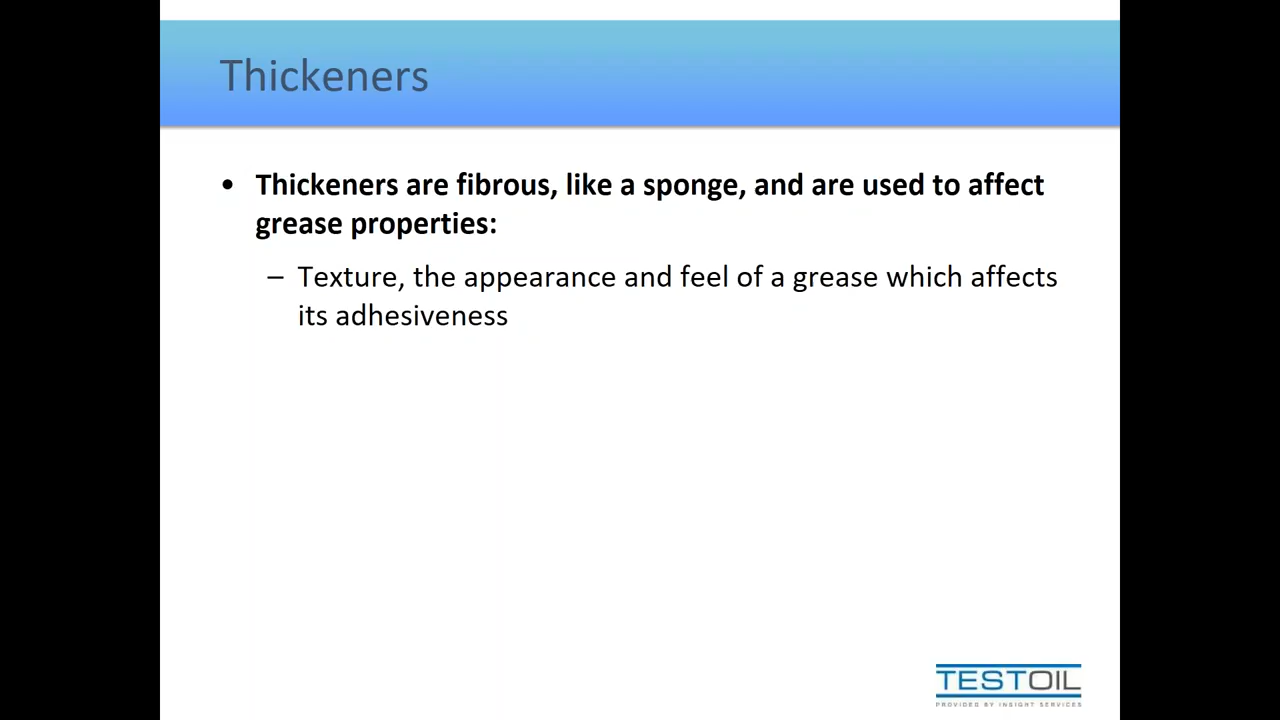 Thickeners
• Thickeners are fibrous, like a sponge, and are used to affect
grease properties:
– Texture, the appearance and feel of a grease which affects
its adhesiveness
TESTOIL
PROVIDED BY INSIGHT SERVICES